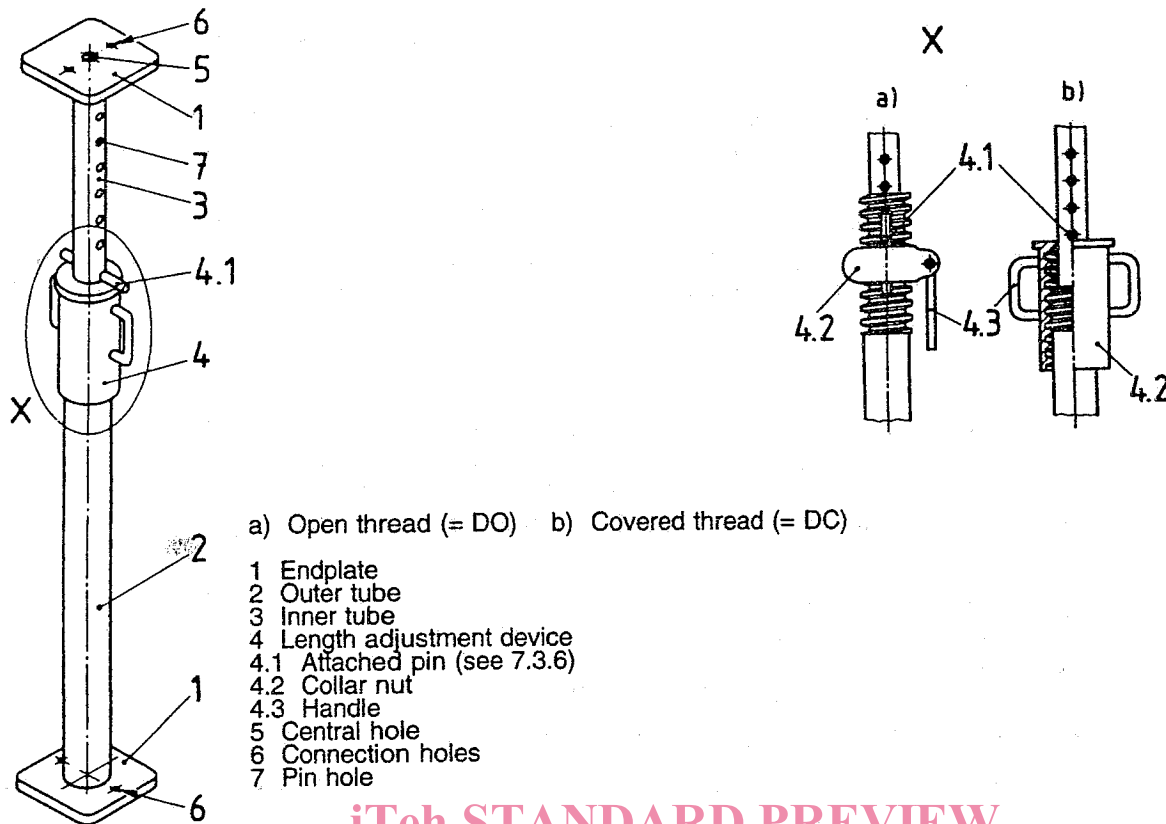 6
5
1
7
3
4.1
4
X
2
1
6
X
a)
b)
4.1
4.2
4.3
4.2
a) Open thread (= DO) b) Covered thread (= DC)
1 Endplate
2 Outer tube
3 Inner tube
4 Length adjustment device
4.1 Attached pin (see 7.3.6)
4.2 Collar nut
4.3 Handle
5 Central hole
6 Connection holes
7 Pin hole
iTeh STANDARD PREVIEW